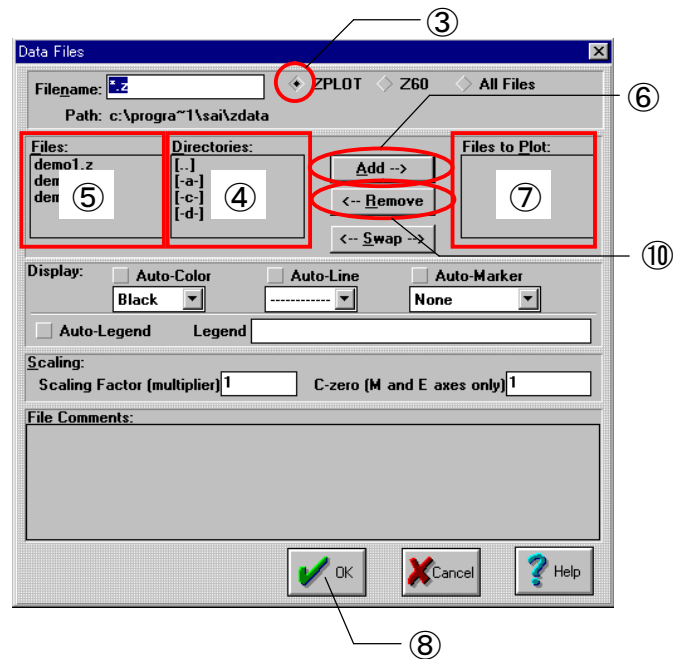 ③
Data Files
Filename: *.z ZPLOT Z60 All Files
⑥
Path: c:\progra~1\sai\zdata
Files: Directories: Files to Plot:
demo1.z [..] Add -->
dem [-a-]
dem [-c-] <-- Remove
[-d-]
⑤ ④ ⑦
<-- Swap -->
⑩
Display: Auto-Color Auto-Line Auto-Marker
Black ------------ None
Auto-Legend Legend
Scaling:
Scaling Factor (multiplier) 1 C-zero (M and E axes only) 1
File Comments:
OK Cancel Help
⑧